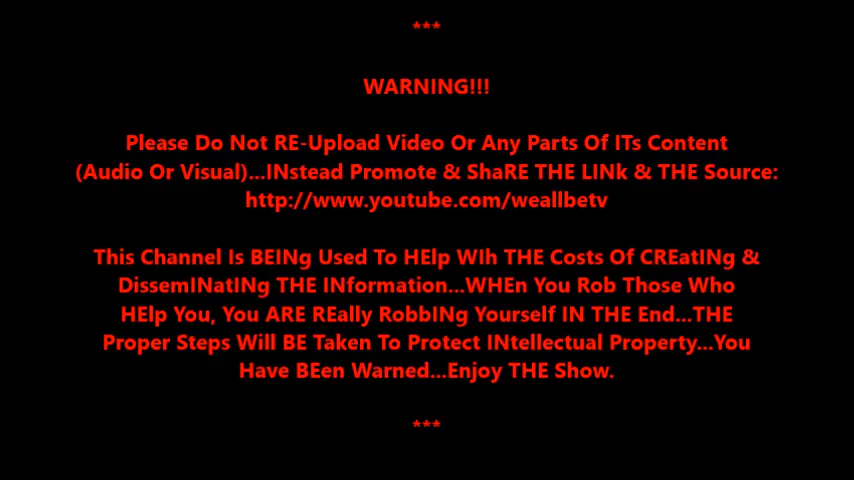 ***
WARNING!!!
Please Do Not RE-Upload Video Or Any Parts Of ITs Content
(Audio Or Visual)...INstead Promote & ShaRE THE LINk & THE Source:
http://www.youtube.com/weallbetv
This Channel Is BEINg Used To HElp WIh THE Costs Of CREatINg &
DissemINatINg THE INformation...WHEn You Rob Those Who
HElp You, You ARE REally RobbINg Yourself IN THE End...THE
Proper Steps Will BE Taken To Protect INtellectual Property...You
Have BEen Warned...Enjoy THE Show.
***